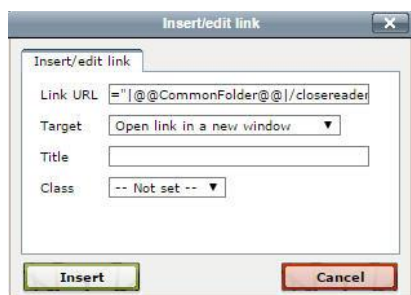 Insert/edit link
Insert/edit link
Link URL ="|@@CommonFolder@@|/closereader
Target Open link in a new window
Title
Class -- Not set --
Insert Cancel